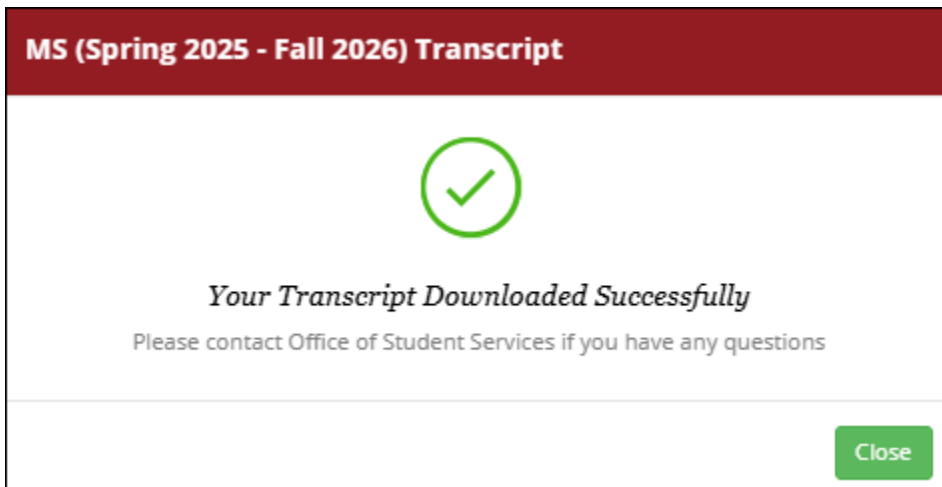 MS (Spring 2025 - Fall 2026) Transcript
Your Transcript Downloaded Successfully
Please contact Office of Student Services if you have any questions
Close